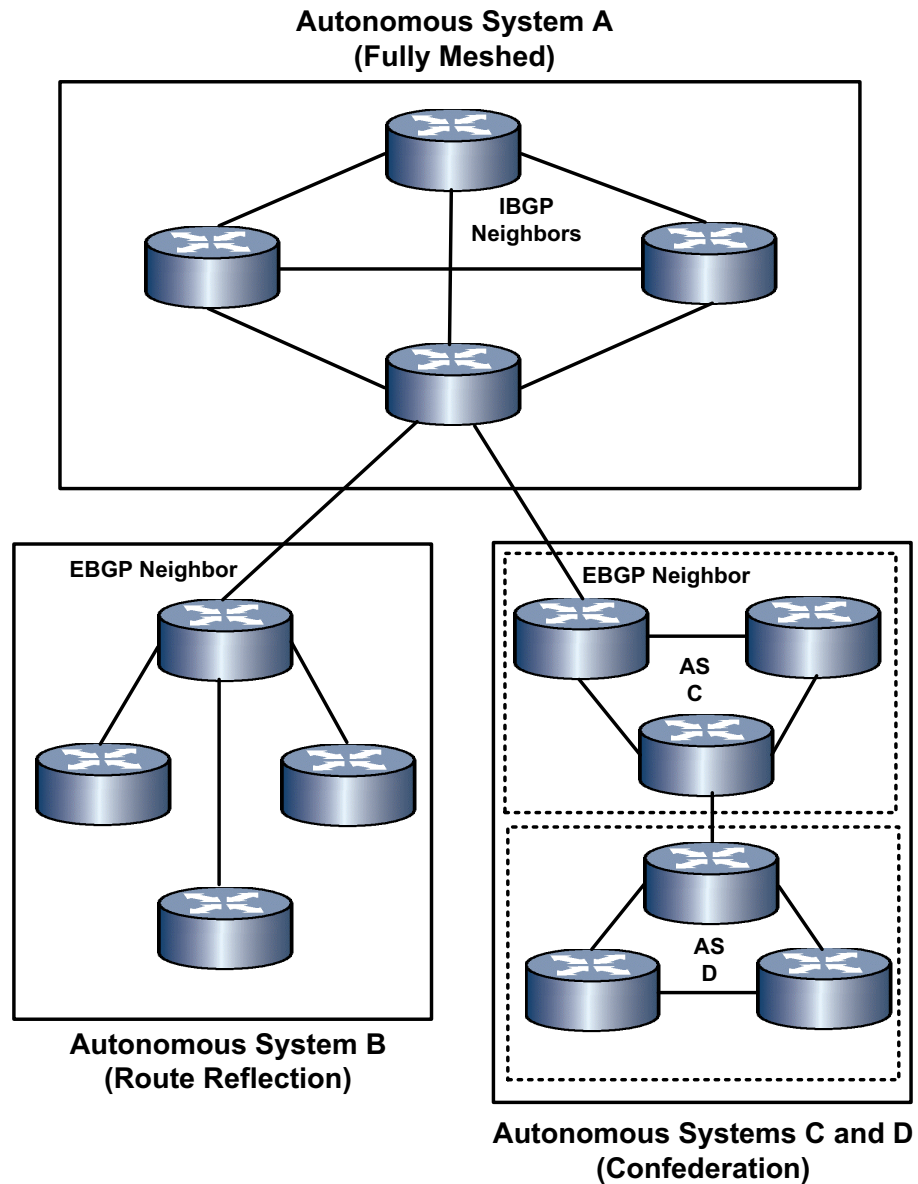 Autonomous System A
(Fully Meshed)
IBGP
Neighbors
EBGP Neighbor
Autonomous System B
(Route Reflection)
EBGP Neighbor
AS
C
AS
D
Autonomous Systems C and D
(Confederation)